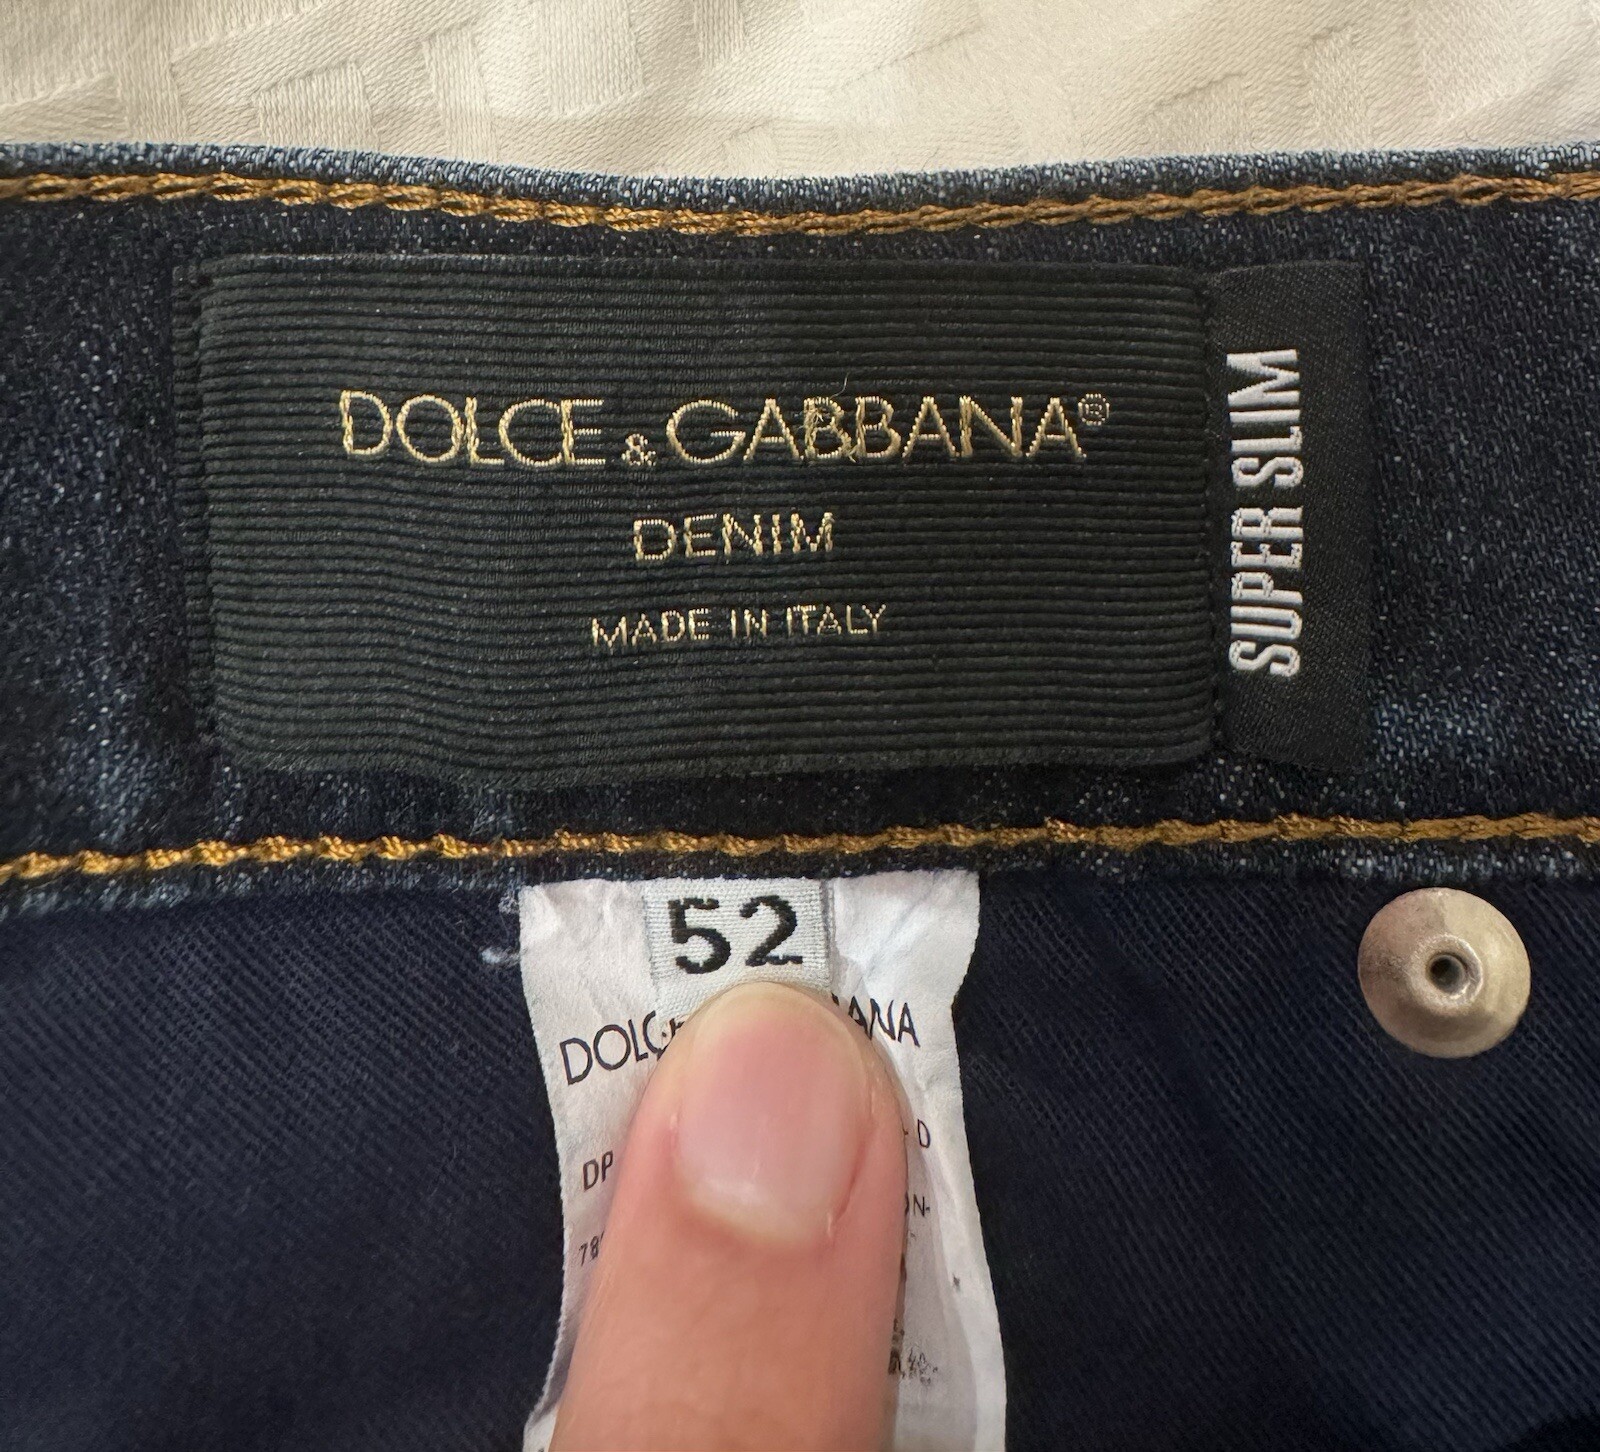 DOLCE & GABBANA®
DENIM
MADE IN ITALY
SUPER SLIM
52